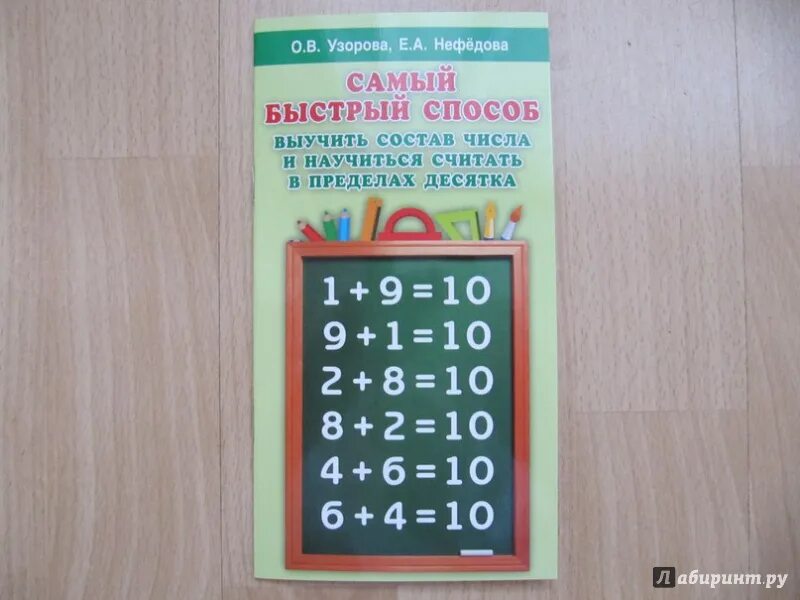 О.В. Узорова, Е.А. Нефёдова
САМЫЙ
БЫСТРЫЙ СПОСОБ
ВЫУЧИТЬ СОСТАВ ЧИСЛА
И НАУЧИТЬСЯ СЧИТАТЬ
В ПРЕДЕЛАХ ДЕСЯТКА
1 + 9 = 10
9 + 1 = 10
2 + 8 = 10
8 + 2 = 10
4 + 6 = 10
6 + 4 = 10
Лабиринт.ру